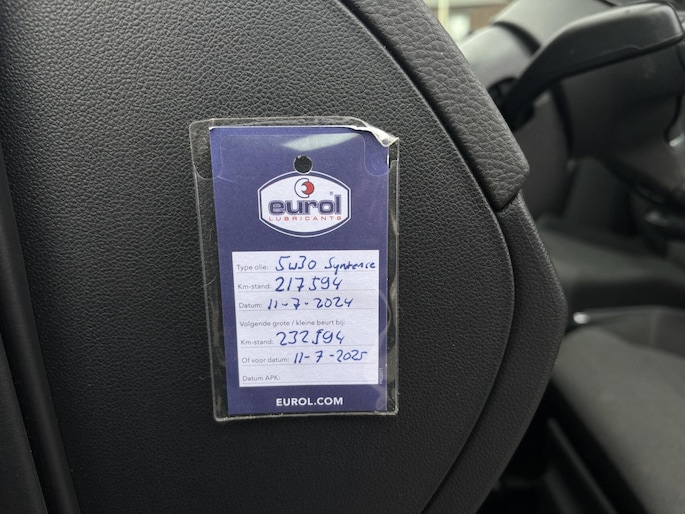 eurol
LUBRICANTS
Type olie: 5w30 Syntence
Km-stand: 217594
Datum: 11-7-2024
Volgende grote / kleine beurt bij:
Km-stand: 232594
Of voor datum: 11-7-2025
Datum APK:
EUROL.COM